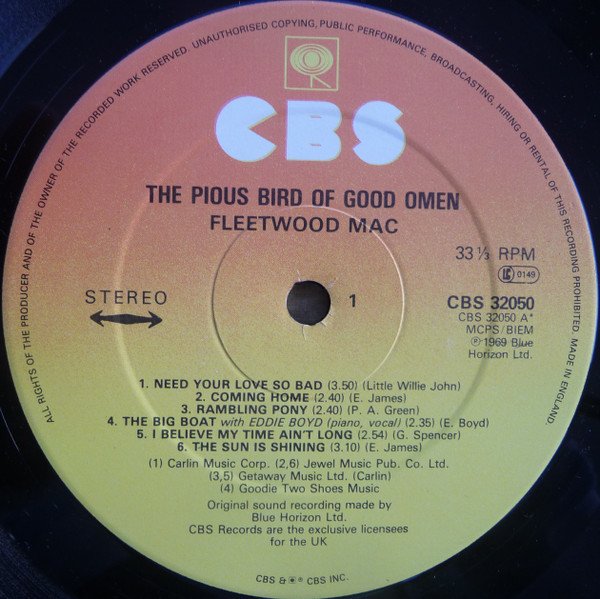 ALL RIGHTS OF THE PRODUCER AND OF THE OWNER OF THE RECORDED WORK RESERVED. UNAUTHORISED COPYING, PUBLIC PERFORMANCE, BROADCASTING, HIRING OR RENTAL OF THIS RECORDING PROHIBITED. MADE IN ENGLAND.
CBS
THE PIOUS BIRD OF GOOD OMEN
FLEETWOOD MAC
33⅓ RPM
LC 0149
STEREO
1
CBS 32050
CBS 32050 A*
MCPS/BIEM
℗ 1969 Blue
Horizon Ltd.
1. NEED YOUR LOVE SO BAD (3.50) (Little Willie John)
2. COMING HOME (2.40) (E. James)
3. RAMBLING PONY (2.40) (P. A. Green)
4. THE BIG BOAT with EDDIE BOYD (piano, vocal) (2.35) (E. Boyd)
5. I BELIEVE MY TIME AIN'T LONG (2.54) (G. Spencer)
6. THE SUN IS SHINING (3.10) (E. James)
(1) Carlin Music Corp. (2,6) Jewel Music Pub. Co. Ltd.
(3,5) Getaway Music Ltd. (Carlin)
(4) Goodie Two Shoes Music
Original sound recording made by
Blue Horizon Ltd.
CBS Records are the exclusive licensees
for the UK
CBS & ® CBS INC.